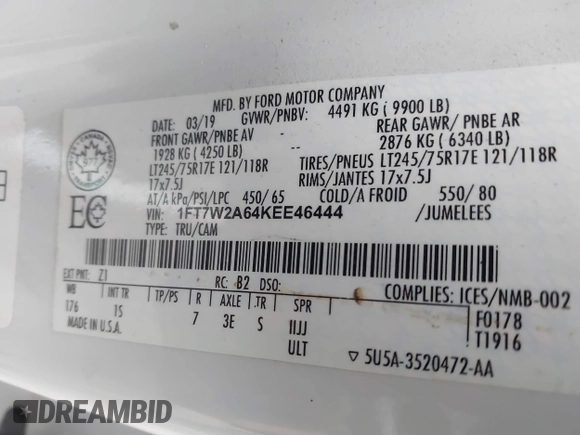 MFD. BY FORD MOTOR COMPANY
DATE: 03/19 GVWR/PNBV: 4491 KG ( 9900 LB)
FRONT GAWR/PNBE AV REAR GAWR/ PNBE AR
1928 KG ( 4250 LB) 2876 KG ( 6340 LB)
LT245/75R17E 121/118R TIRES/PNEUS LT245/75R17E 121/118R
17x7.5J RIMS/JANTES 17x7.5J
AT/A kPa/PSI/LPC 450/ 65 COLD/A FROID 550/ 80
VIN: 1FT7W2A64KEE46444 /JUMELEES
TYPE: TRU/CAM
EC
EXT PNT: Z1 RC: B2 DSO: COMPLIES: ICES/NMB-002
WB INT TR TP/PS R AXLE TR SPR F0178
176 1S 7 3E S IIJJ T1916
ULT ▽ 5U5A-3520472-AA
DREAMBID